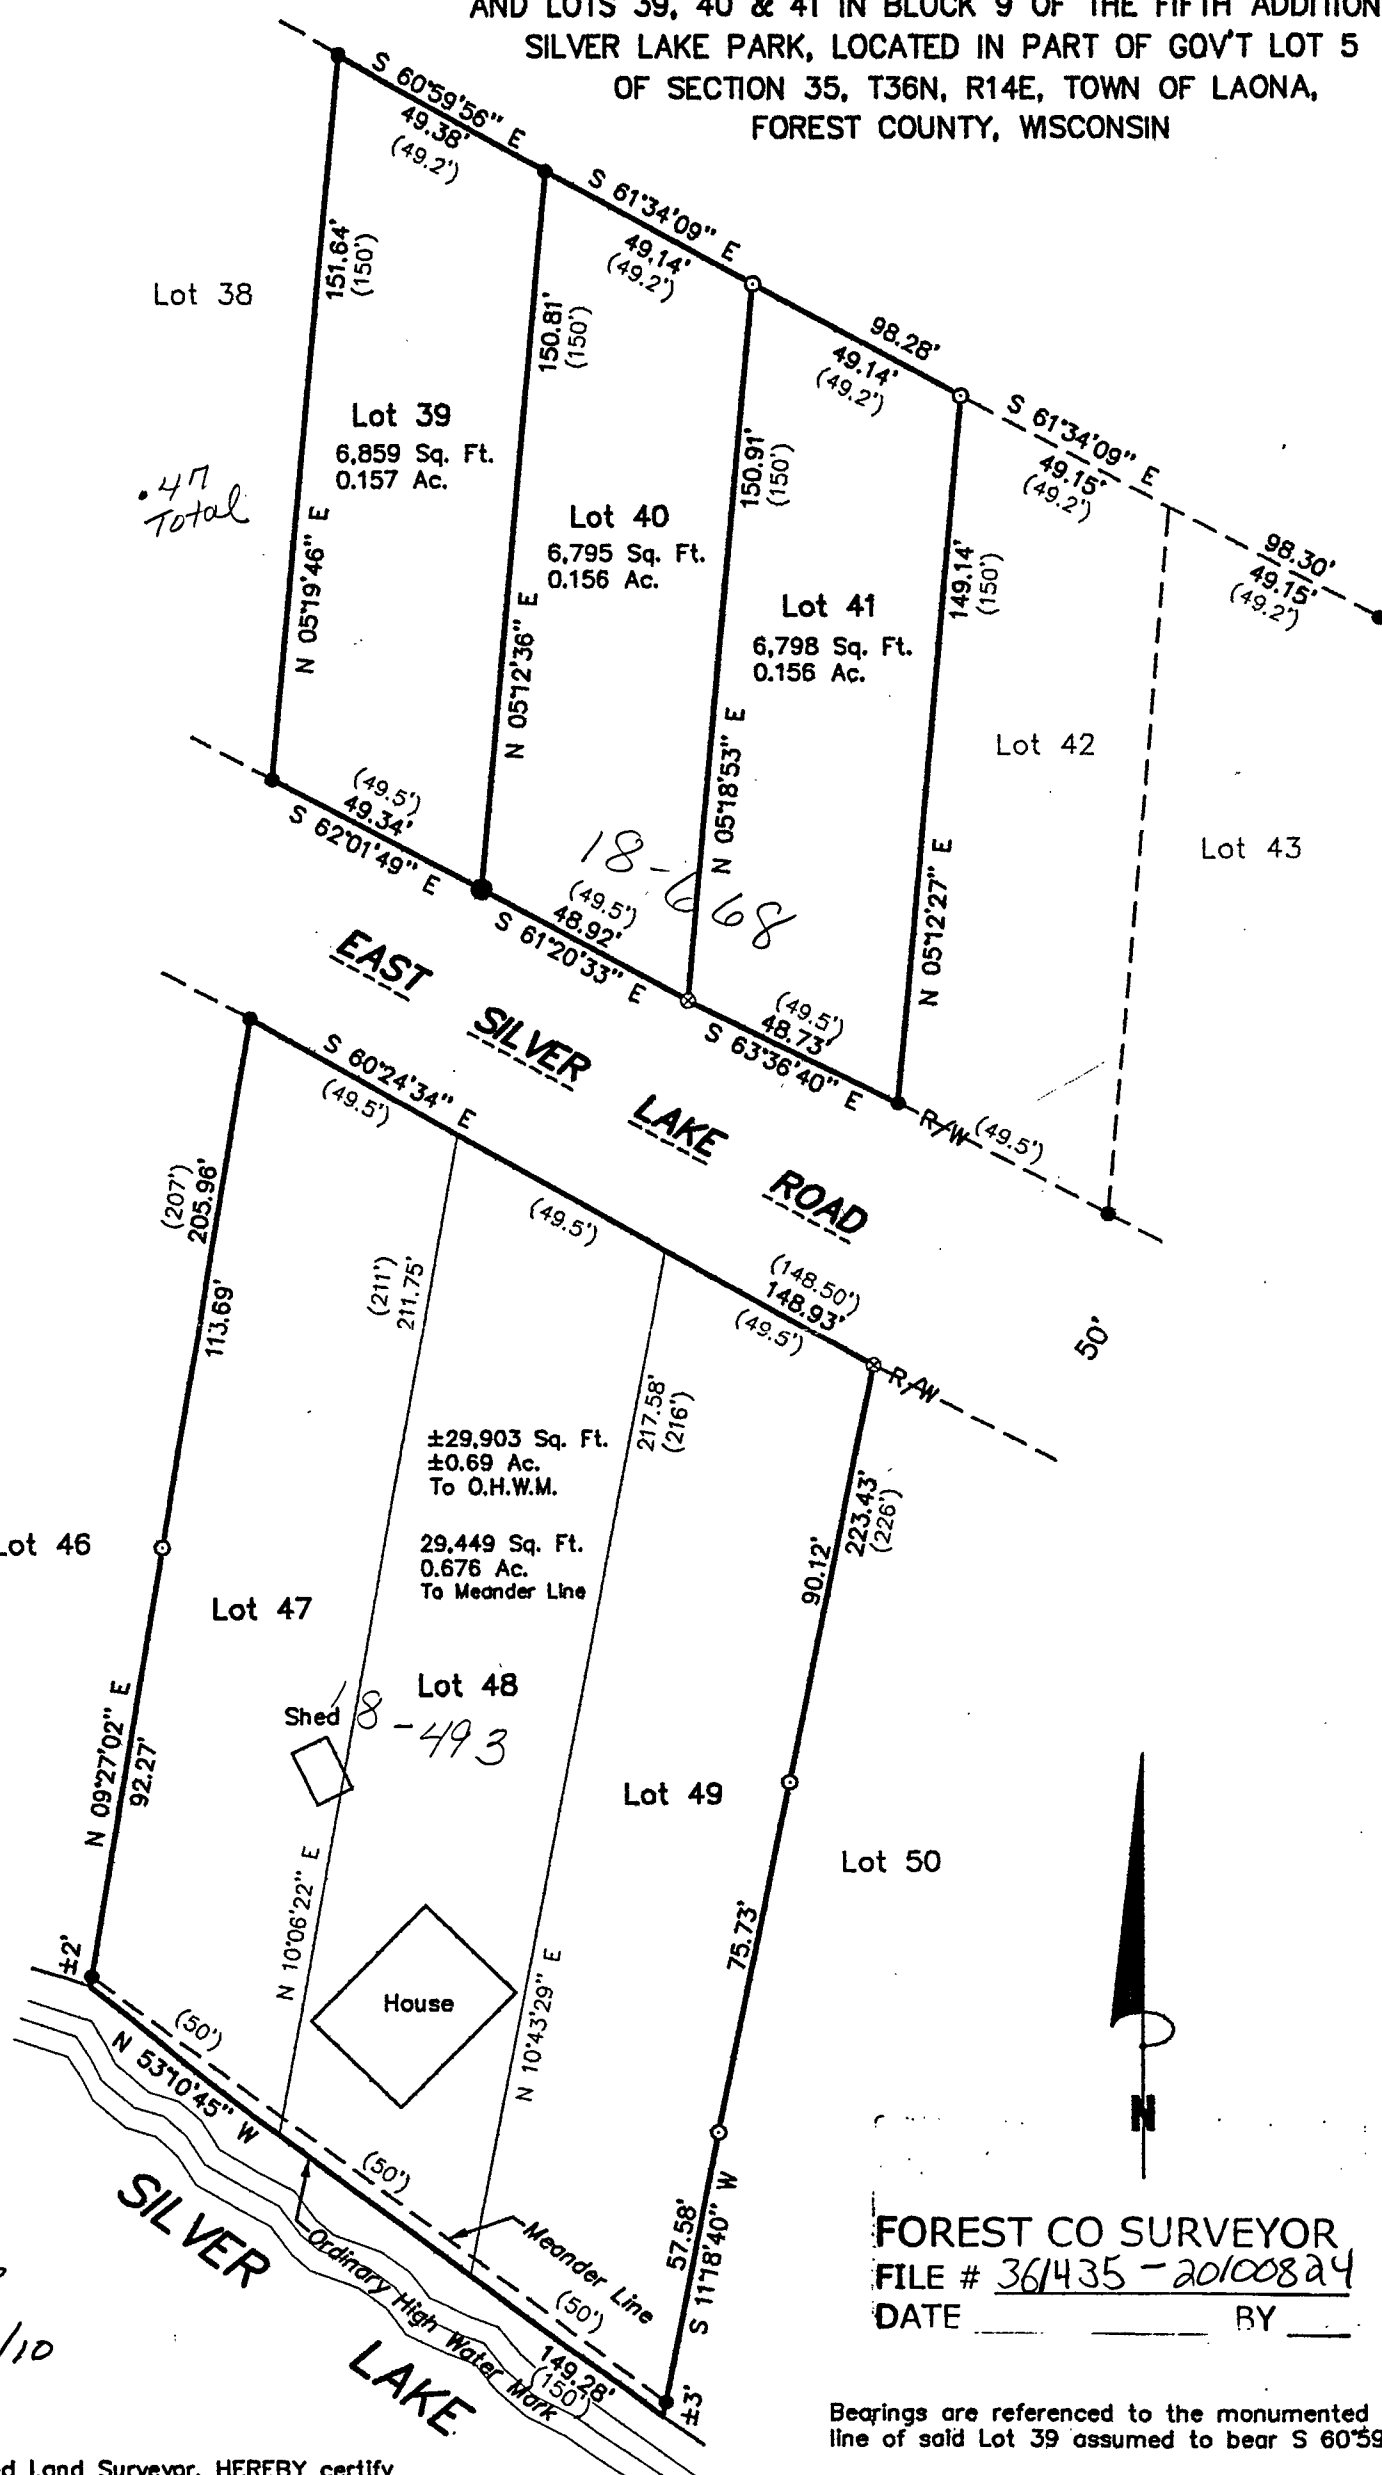 AND LOTS 39, 40 & 41 IN BLOCK 9 OF THE FIFTH ADDITION
SILVER LAKE PARK, LOCATED IN PART OF GOV'T LOT 5
OF SECTION 35, T36N, R14E, TOWN OF LAONA,
FOREST COUNTY, WISCONSIN
S 60°59'56" E
49.38'
(49.2')
S 61°34'09" E
49.14'
(49.2')
98.28'
49.14'
(49.2')
S 61°34'09" E
49.15'
(49.2')
98.30'
49.15'
(49.2')
Lot 38
151.64'
(150')
N 05°19'46" E
.47
Total
Lot 39
6,859 Sq. Ft.
0.157 Ac.
150.81'
(150')
N 05°12'36" E
Lot 40
6,795 Sq. Ft.
0.156 Ac.
150.91'
(150')
N 05°18'53" E
Lot 41
6,798 Sq. Ft.
0.156 Ac.
149.14'
(150')
N 05°12'27" E
Lot 42
Lot 43
(49.5')
49.34'
S 62°01'49" E
18-668
(49.5')
48.92'
S 61°20'33" E
(49.5')
48.73'
S 63°36'40" E
R/W
(49.5')
EAST SILVER LAKE ROAD
50'
S 60°24'34" E
(49.5')
(49.5')
(148.50')
148.93'
(49.5')
R/W
(207')
205.96'
113.69'
(211')
211.75'
217.58'
(216')
223.43'
(226')
90.12'
±29,903 Sq. Ft.
±0.69 Ac.
To O.H.W.M.
29,449 Sq. Ft.
0.676 Ac.
To Meander Line
Lot 46
Lot 47
Lot 48
18-493
Shed
Lot 49
Lot 50
N 09°27'02" E
92.27'
N 10°06'22" E
House
N 10°43'29" E
75.73'
57.58'
S 11°18'40" W
±2'
(50')
N 53°10'45" W
(50')
Meander Line
(50')
Ordinary High Water Mark
149.28'
(150')
±3'
SILVER
LAKE
N
FOREST CO SURVEYOR
FILE # 361435-20100824
DATE BY
/10
Bearings are referenced to the monumented
line of said Lot 39 assumed to bear S 60°59
d Land Surveyor, HEREBY certify